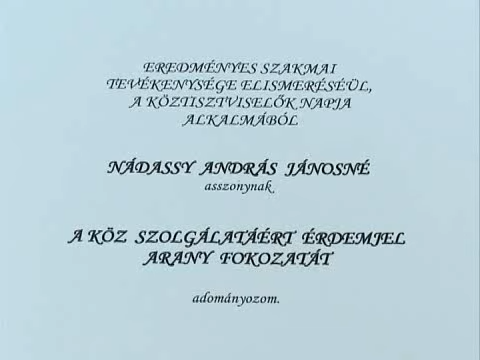 EREDMÉNYES SZAKMAI
TEVÉKENYSÉGE ELISMERÉSÉÜL,
A KÖZTISZTVISELŐK NAPJA
ALKALMÁBÓL
NÁDASSY ANDRÁS JÁNOSNÉ
asszonynak
A KÖZ SZOLGÁLATÁÉRT ÉRDEMJEL
ARANY FOKOZATÁT
adományozom.